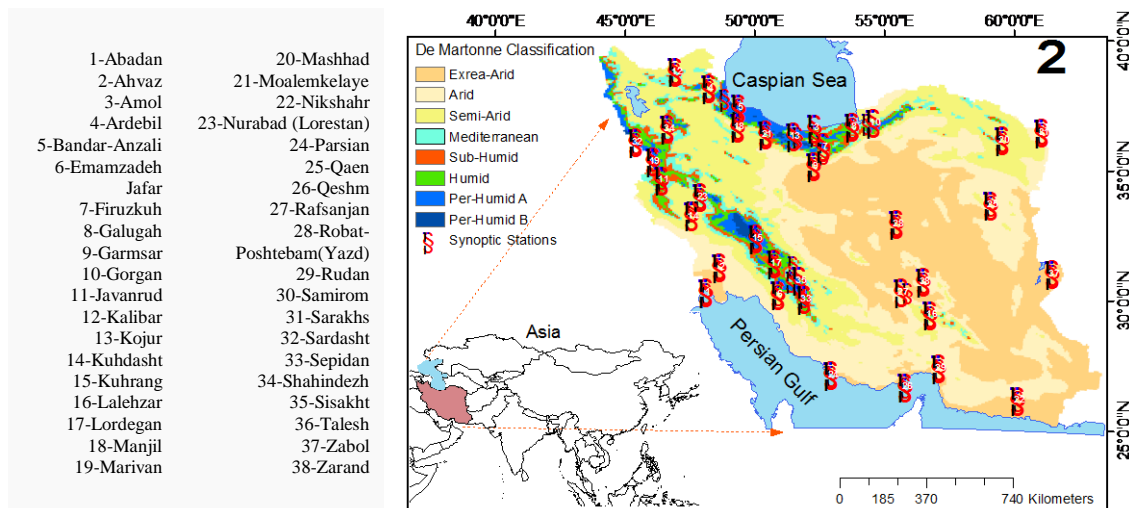 1-Abadan
2-Ahvaz
3-Amol
4-Ardebil
5-Bandar-Anzali
6-Emamzadeh
Jafar
7-Firuzkuh
8-Galugah
9-Garmsar
10-Gorgan
11-Javanrud
12-Kalibar
13-Kojur
14-Kuhdasht
15-Kuhrang
16-Lalehzar
17-Lordegan
18-Manjil
19-Marivan
20-Mashhad
21-Moalemkelaye
22-Nikshahr
23-Nurabad (Lorestan)
24-Parsian
25-Qaen
26-Qeshm
27-Rafsanjan
28-Robat-
Poshtebam(Yazd)
29-Rudan
30-Samirom
31-Sarakhs
32-Sardasht
33-Sepidan
34-Shahindezh
35-Sisakht
36-Talesh
37-Zabol
38-Zarand
40°0'0"E
45°0'0"E
50°0'0"E
55°0'0"E
60°0'0"E
De Martonne Classification
Exrea-Arid
Arid
Semi-Arid
Mediterranean
Sub-Humid
Humid
Per-Humid A
Per-Humid B
Synoptic Stations
Caspian Sea
2
40°0'0"N
35°0'0"N
30°0'0"N
25°0'0"N
Persian Gulf
Asia
0 185 370 740 Kilometers